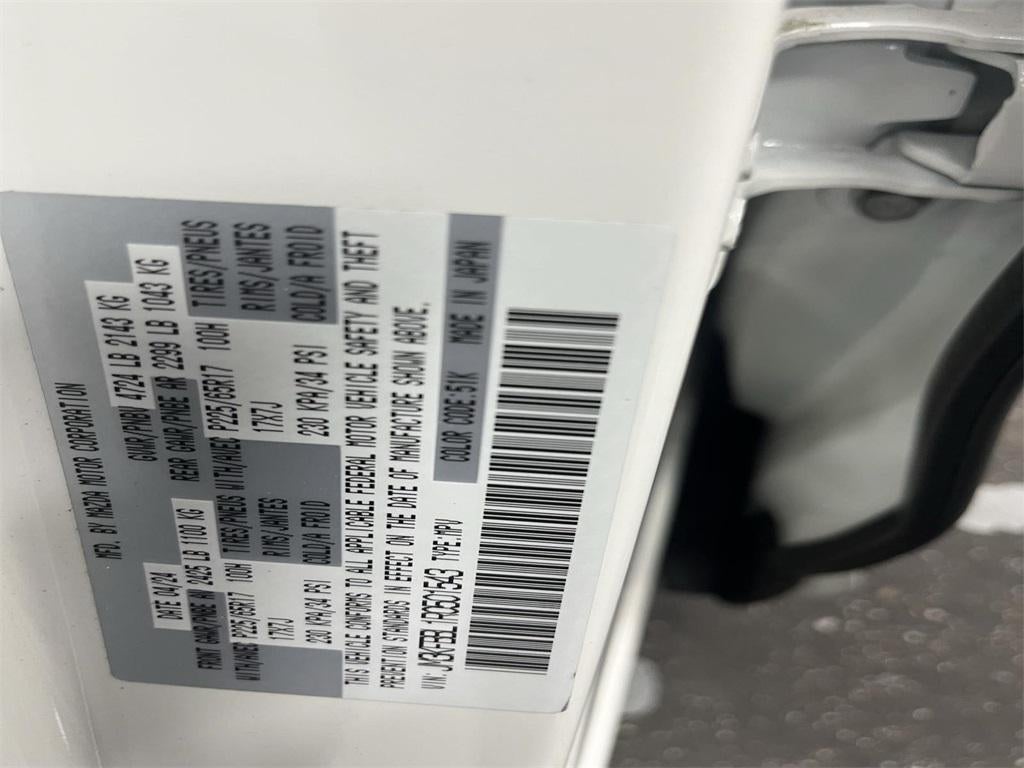 MFD. BY MAZDA MOTOR CORPORATION
DATE 04/24 GVWR/PNBV 4724 LB 2143 KG
FRONT GAWR/PNBE AV 2425 LB 1100 KG REAR GAWR/PNBE AR 2299 LB 1043 KG
WITH/AVEC P225/65R17 100H TIRES/PNEUS WITH/AVEC P225/65R17 100H TIRES/PNEUS
17X7J RIMS/JANTES 17X7J RIMS/JANTES
230 KPA/34 PSI COLD/A FROID 230 KPA/34 PSI COLD/A FROID
THIS VEHICLE CONFORMS TO ALL APPLICABLE FEDERAL MOTOR VEHICLE SAFETY AND THEFT
PREVENTION STANDARDS IN EFFECT ON THE DATE OF MANUFACTURE SHOWN ABOVE.
VIN: JM3KFBBL1R0501543 TYPE:MPV
COLOR CODE:51K MADE IN JAPAN